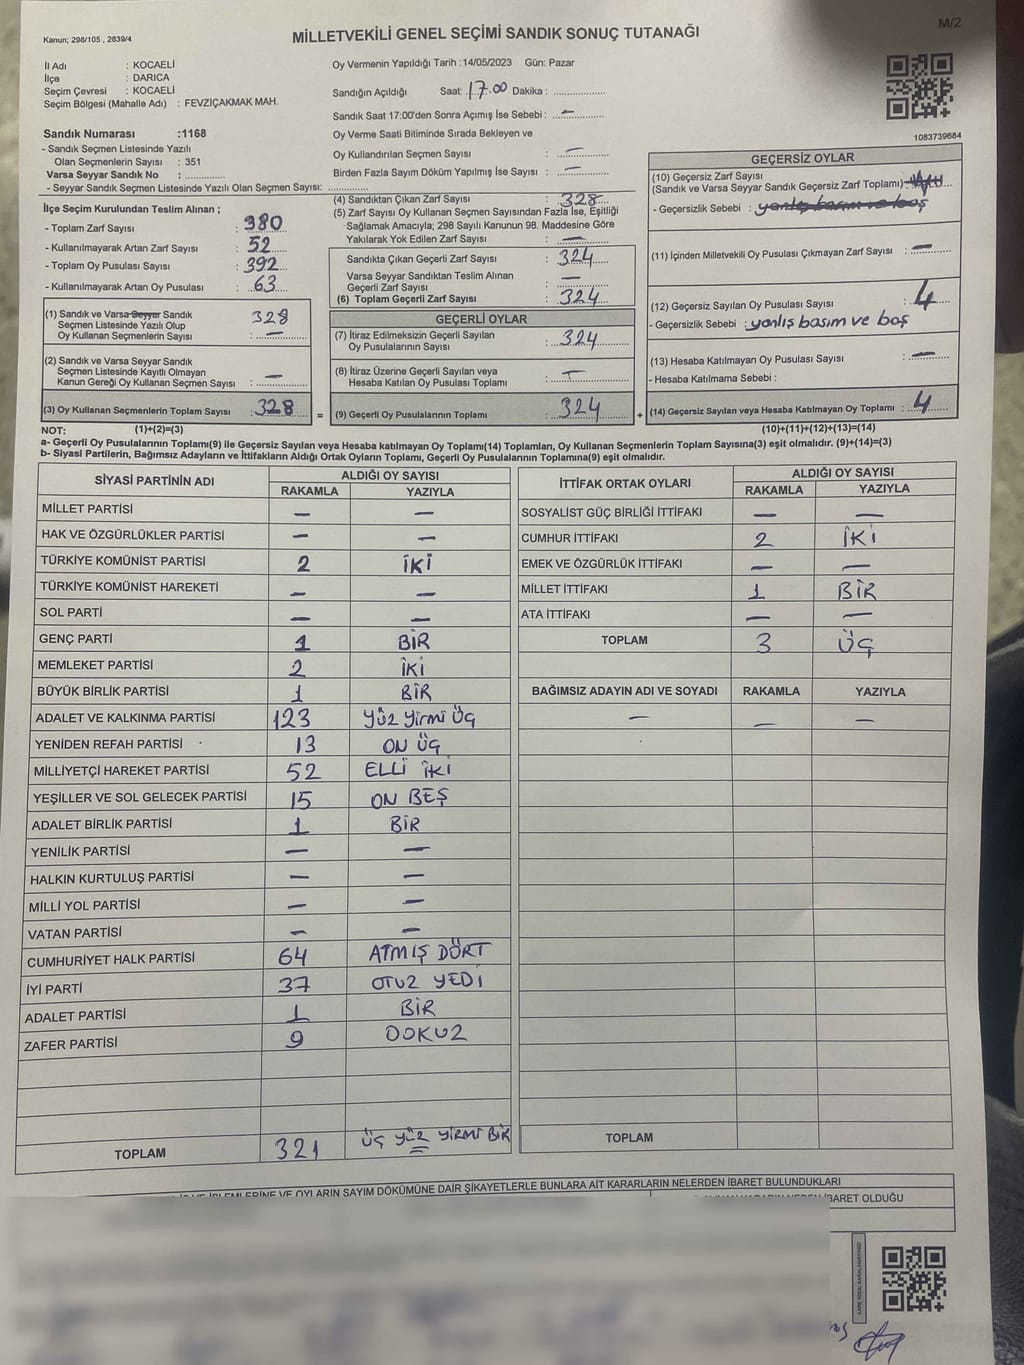 M/2
Kanun; 298/105 , 2839/4
MİLLETVEKİLİ GENEL SEÇİMİ SANDIK SONUÇ TUTANAĞI
İl Adı : KOCAELİ
İlçe : DARICA
Seçim Çevresi : KOCAELİ
Seçim Bölgesi (Mahalle Adı) : FEVZİÇAKMAK MAH.
Sandık Numarası :1168
- Sandık Seçmen Listesinde Yazılı
Olan Seçmenlerin Sayısı : 351
Varsa Seyyar Sandık No :
- Seyyar Sandık Seçmen Listesinde Yazılı Olan Seçmen Sayısı:
Oy Vermenin Yapıldığı Tarih :14/05/2023 Gün: Pazar
Sandığın Açıldığı Saat: 17.00 Dakika :
Sandık Saat 17:00'den Sonra Açımış İse Sebebi : —
Oy Verme Saati Bitiminde Sırada Bekleyen ve
Oy Kullandırılan Seçmen Sayısı : —
Birden Fazla Sayım Döküm Yapılmış İse Sayısı : —
1083739684
İlçe Seçim Kurulundan Teslim Alınan ;
- Toplam Zarf Sayısı : 380
- Kullanılmayarak Artan Zarf Sayısı : 52
- Toplam Oy Pusulası Sayısı : 392
- Kullanılmayarak Artan Oy Pusulası : 63
(1) Sandık ve Varsa Seyyar Sandık
Seçmen Listesinde Yazılı Olup
Oy Kullanan Seçmenlerin Sayısı : 328 —
(2) Sandık ve Varsa Seyyar Sandık
Seçmen Listesinde Kayıtlı Olmayan
Kanun Gereği Oy Kullanan Seçmen Sayısı : —
(3) Oy Kullanan Seçmenlerin Toplam Sayısı : 328 =
(4) Sandıktan Çıkan Zarf Sayısı : 328
(5) Zarf Sayısı Oy Kullanan Seçmen Sayısından Fazla İse, Eşitliği
Sağlamak Amacıyla; 298 Sayılı Kanunun 98. Maddesine Göre
Yakılarak Yok Edilen Zarf Sayısı : —
Sandıkta Çıkan Geçerli Zarf Sayısı : 324
Varsa Seyyar Sandıktan Teslim Alınan
Geçerli Zarf Sayısı : —
(6) Toplam Geçerli Zarf Sayısı : 324
GEÇERLİ OYLAR
(7) İtiraz Edilmeksizin Geçerli Sayılan
Oy Pusulalarının Sayısı : 324
(8) İtiraz Üzerine Geçerli Sayılan veya
Hesaba Katılan Oy Pusulası Toplamı : —
(9) Geçerli Oy Pusulalarının Toplamı : 324 +
GEÇERSİZ OYLAR
(10) Geçersiz Zarf Sayısı
(Sandık ve Varsa Seyyar Sandık Geçersiz Zarf Toplamı) :
- Geçersizlik Sebebi : yanlış basım ve boş
(11) İçinden Milletvekili Oy Pusulası Çıkmayan Zarf Sayısı : —
(12) Geçersiz Sayılan Oy Pusulası Sayısı : 4
- Geçersizlik Sebebi : yanlış basım ve boş
(13) Hesaba Katılmayan Oy Pusulası Sayısı : —
- Hesaba Katılmama Sebebi :
(14) Geçersiz Sayılan veya Hesaba Katılmayan Oy Toplamı : 4
NOT: (1)+(2)=(3) (10)+(11)+(12)+(13)=(14)
a- Geçerli Oy Pusulalarının Toplamı(9) ile Geçersiz Sayılan veya Hesaba katılmayan Oy Toplamı(14) Toplamları, Oy Kullanan Seçmenlerin Toplam Sayısına(3) eşit olmalıdır. (9)+(14)=(3)
b- Siyasi Partilerin, Bağımsız Adayların ve İttifakların Aldığı Ortak Oyların Toplamı, Geçerli Oy Pusulalarının Toplamına(9) eşit olmalıdır.
SİYASİ PARTİNİN ADI ALDIĞI OY SAYISI
RAKAMLA YAZIYLA
MİLLET PARTİSİ — —
HAK VE ÖZGÜRLÜKLER PARTİSİ — —
TÜRKİYE KOMÜNİST PARTİSİ 2 İKİ
TÜRKİYE KOMÜNİST HAREKETİ — —
SOL PARTİ — —
GENÇ PARTİ 1 BİR
MEMLEKET PARTİSİ 2 İKİ
BÜYÜK BİRLİK PARTİSİ 1 BİR
ADALET VE KALKINMA PARTİSİ 123 YÜZ YİRMİ ÜÇ
YENİDEN REFAH PARTİSİ 13 ON ÜÇ
MİLLİYETÇİ HAREKET PARTİSİ 52 ELLİ İKİ
YEŞİLLER VE SOL GELECEK PARTİSİ 15 ON BEŞ
ADALET BİRLİK PARTİSİ 1 BİR
YENİLİK PARTİSİ — —
HALKIN KURTULUŞ PARTİSİ — —
MİLLİ YOL PARTİSİ — —
VATAN PARTİSİ — —
CUMHURİYET HALK PARTİSİ 64 ATMIŞ DÖRT
İYİ PARTİ 37 OTUZ YEDİ
ADALET PARTİSİ 1 BİR
ZAFER PARTİSİ 9 DOKUZ
TOPLAM 321 ÜÇ YÜZ YİRMİ BİR
İTTİFAK ORTAK OYLARI ALDIĞI OY SAYISI
RAKAMLA YAZIYLA
SOSYALİST GÜÇ BİRLİĞİ İTTİFAKI — —
CUMHUR İTTİFAKI 2 İKİ
EMEK VE ÖZGÜRLÜK İTTİFAKI — —
MİLLET İTTİFAKI 1 BİR
ATA İTTİFAKI — —
TOPLAM 3 ÜÇ
BAĞIMSIZ ADAYIN ADI VE SOYADI RAKAMLA YAZIYLA
— — —
TOPLAM
İŞLEMLERİNE VE OYLARIN SAYIM DÖKÜMÜNE DAİR ŞİKAYETLERLE BUNLARA AİT KARARLARIN NELERDEN İBARET BULUNDUKLARI
İBARET OLDUĞU